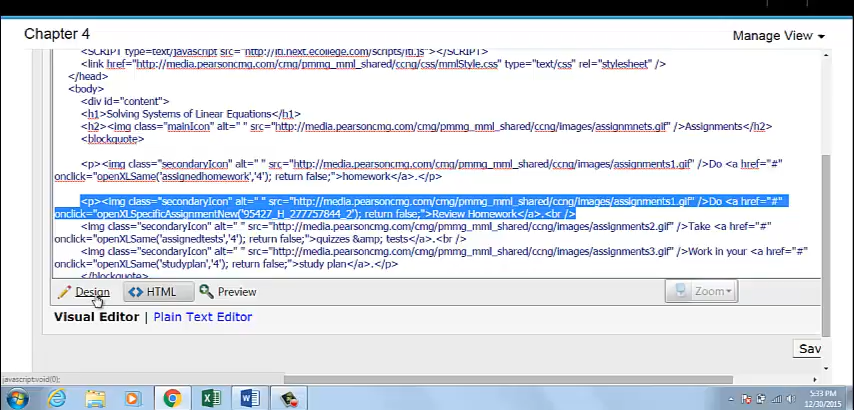 Chapter 4
Manage View
<SCRIPT type=text/javascript src="http://iti.next.ecollege.com/scripts/iti.js"></SCRIPT>
<link href="http://media.pearsoncmg.com/cmg/pmmg_mml_shared/ccng/css/mmlStyle.css" type="text/css" rel="stylesheet" />
</head>
<body>
<div id="content">
<h1>Solving Systems of Linear Equations</h1>
<h2><img class="mainIcon" alt=" " src="http://media.pearsoncmg.com/cmg/pmmg_mml_shared/ccng/images/assignmnets.gif" />Assignments</h2>
<blockquote>
<p><img class="secondaryIcon" alt=" " src="http://media.pearsoncmg.com/cmg/pmmg_mml_shared/ccng/images/assignments1.gif" />Do <a href="#"
onclick="openXLSame('assignedhomework','4'); return false;">homework</a>.</p>
<p><img class="secondaryIcon" alt=" " src="http://media.pearsoncmg.com/cmg/pmmg_mml_shared/ccng/images/assignments1.gif" />Do <a href="#"
onclick="openXLSpecificAssignmentNew('95427_H_277757844_2'); return false;">Review Homework</a>.<br />
<img class="secondaryIcon" alt=" " src="http://media.pearsoncmg.com/cmg/pmmg_mml_shared/ccng/images/assignments2.gif" />Take <a href="#"
onclick="openXLSame('assignedtests','4'); return false;">quizzes &amp; tests</a>.<br />
<img class="secondaryIcon" alt=" " src="http://media.pearsoncmg.com/cmg/pmmg_mml_shared/ccng/images/assignments3.gif" />Work in your <a href="#"
onclick="openXLSame('studyplan','4'); return false;">study plan</a>.</p>
</blockquote>
Design HTML Preview Zoom
Visual Editor | Plain Text Editor
Sav
javascript:void(0);
5:33 PM
12/30/2015